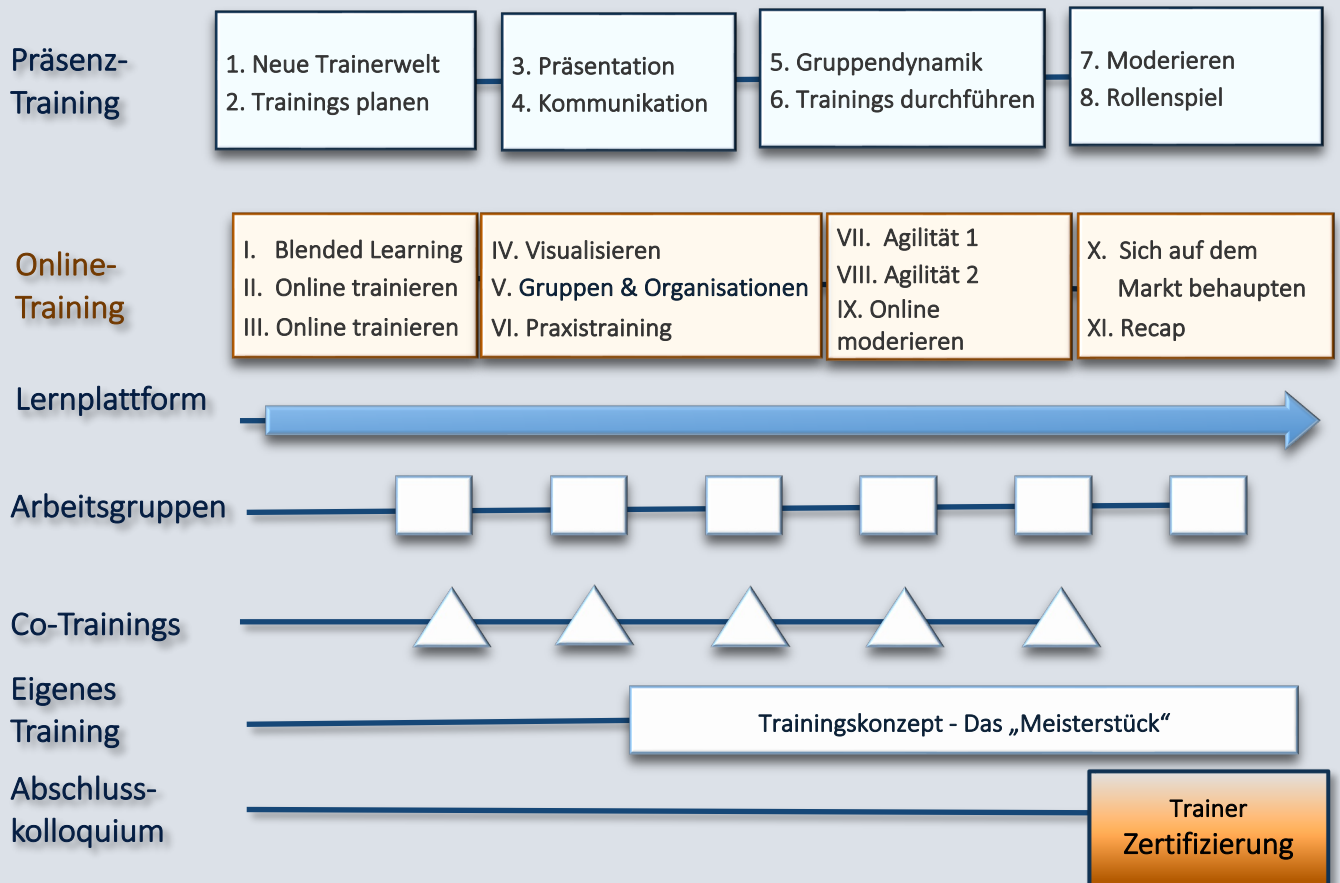 Präsenz-
Training
1. Neue Trainerwelt
2. Trainings planen
3. Präsentation
4. Kommunikation
5. Gruppendynamik
6. Trainings durchführen
7. Moderieren
8. Rollenspiel
Online-
Training
I. Blended Learning
II. Online trainieren
III. Online trainieren
IV. Visualisieren
V. Gruppen & Organisationen
VI. Praxistraining
VII. Agilität 1
VIII. Agilität 2
IX. Online
moderieren
X. Sich auf dem
Markt behaupten
XI. Recap
Lernplattform
Arbeitsgruppen
Co-Trainings
Eigenes
Training
Trainingskonzept - Das „Meisterstück“
Abschluss-
kolloquium
Trainer
Zertifizierung